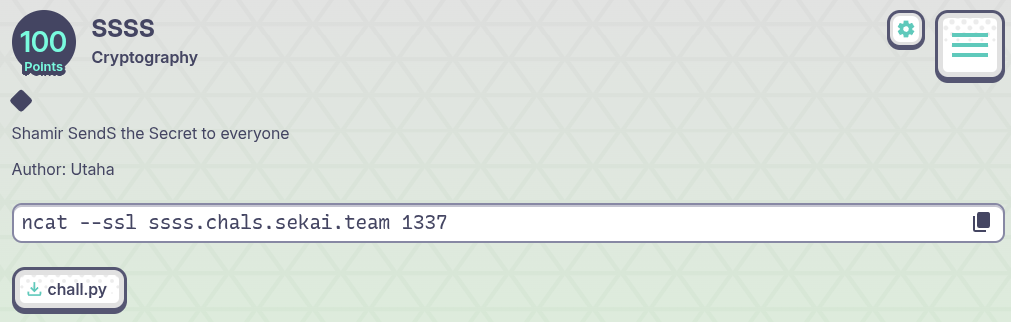 100
Points
SSSS
Cryptography
Shamir SendS the Secret to everyone
Author: Utaha
ncat --ssl ssss.chals.sekai.team 1337
chall.py